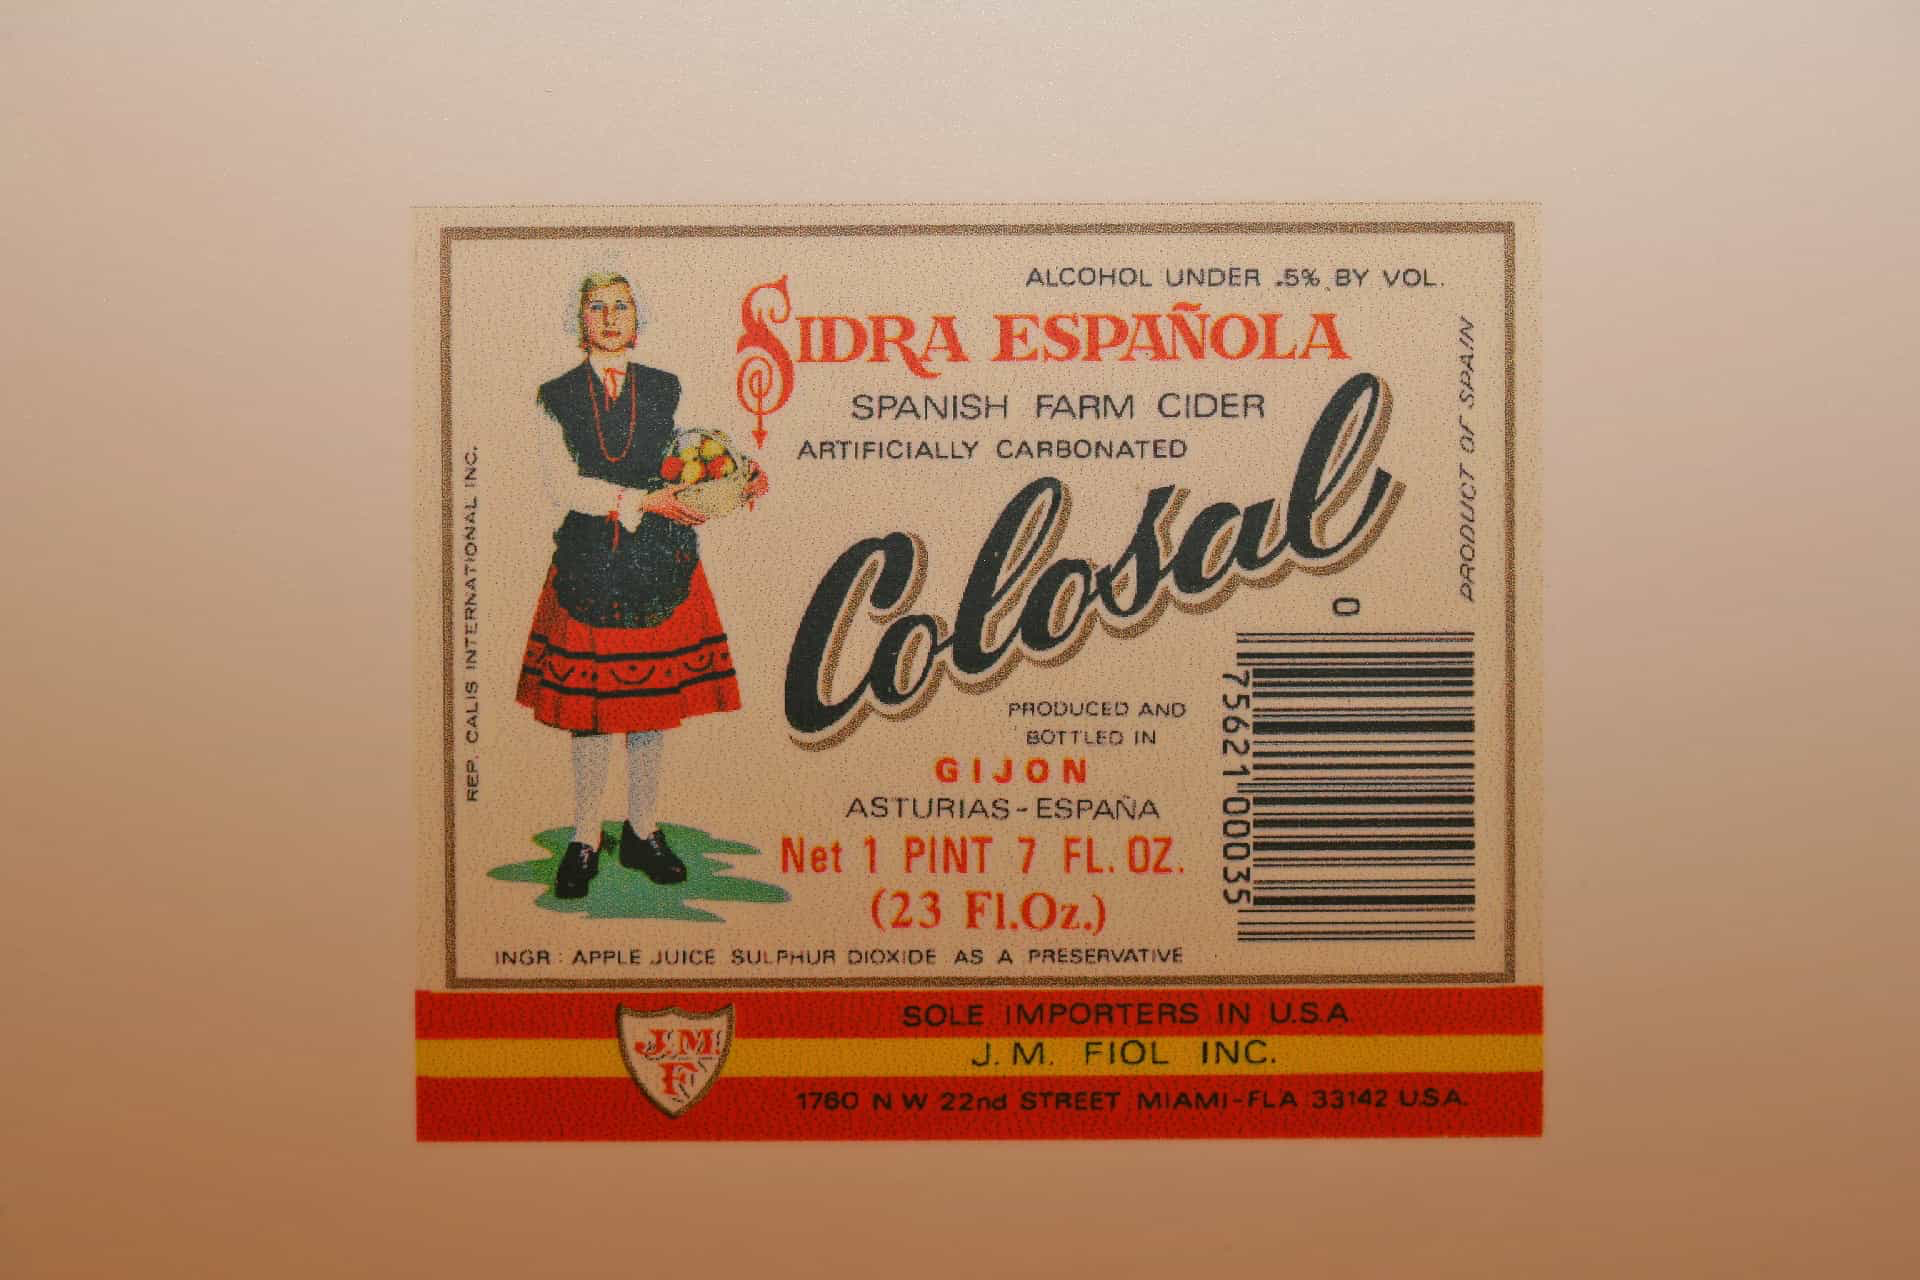 ALCOHOL UNDER .5% BY VOL.
SIDRA ESPAÑOLA
SPANISH FARM CIDER
ARTIFICIALLY CARBONATED
Colosal
PRODUCT OF SPAIN
REP. CALIS INTERNATIONAL INC.
PRODUCED AND
BOTTLED IN
GIJON
ASTURIAS-ESPAÑA
Net 1 PINT 7 FL. OZ.
(23 Fl.Oz.)
0
75621 00035
INGR: APPLE JUICE SULPHUR DIOXIDE AS A PRESERVATIVE
J.M.
F
SOLE IMPORTERS IN U.S.A
J. M. FIOL INC.
1760 N W 22nd STREET MIAMI-FLA 33142 U.S.A.